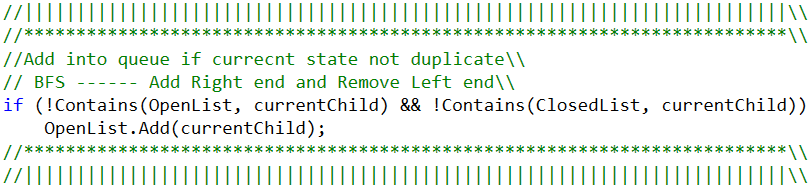 //|||||||||||||||||||||||||||||||||||||||||||||||||||||||||||||||||||||||||\\
//*************************************************************************\\
//Add into queue if currecnt state not duplicate\\
// BFS ------ Add Right end and Remove Left end\\
if (!Contains(OpenList, currentChild) && !Contains(ClosedList, currentChild))
OpenList.Add(currentChild);
//*************************************************************************\\
//|||||||||||||||||||||||||||||||||||||||||||||||||||||||||||||||||||||||||\\